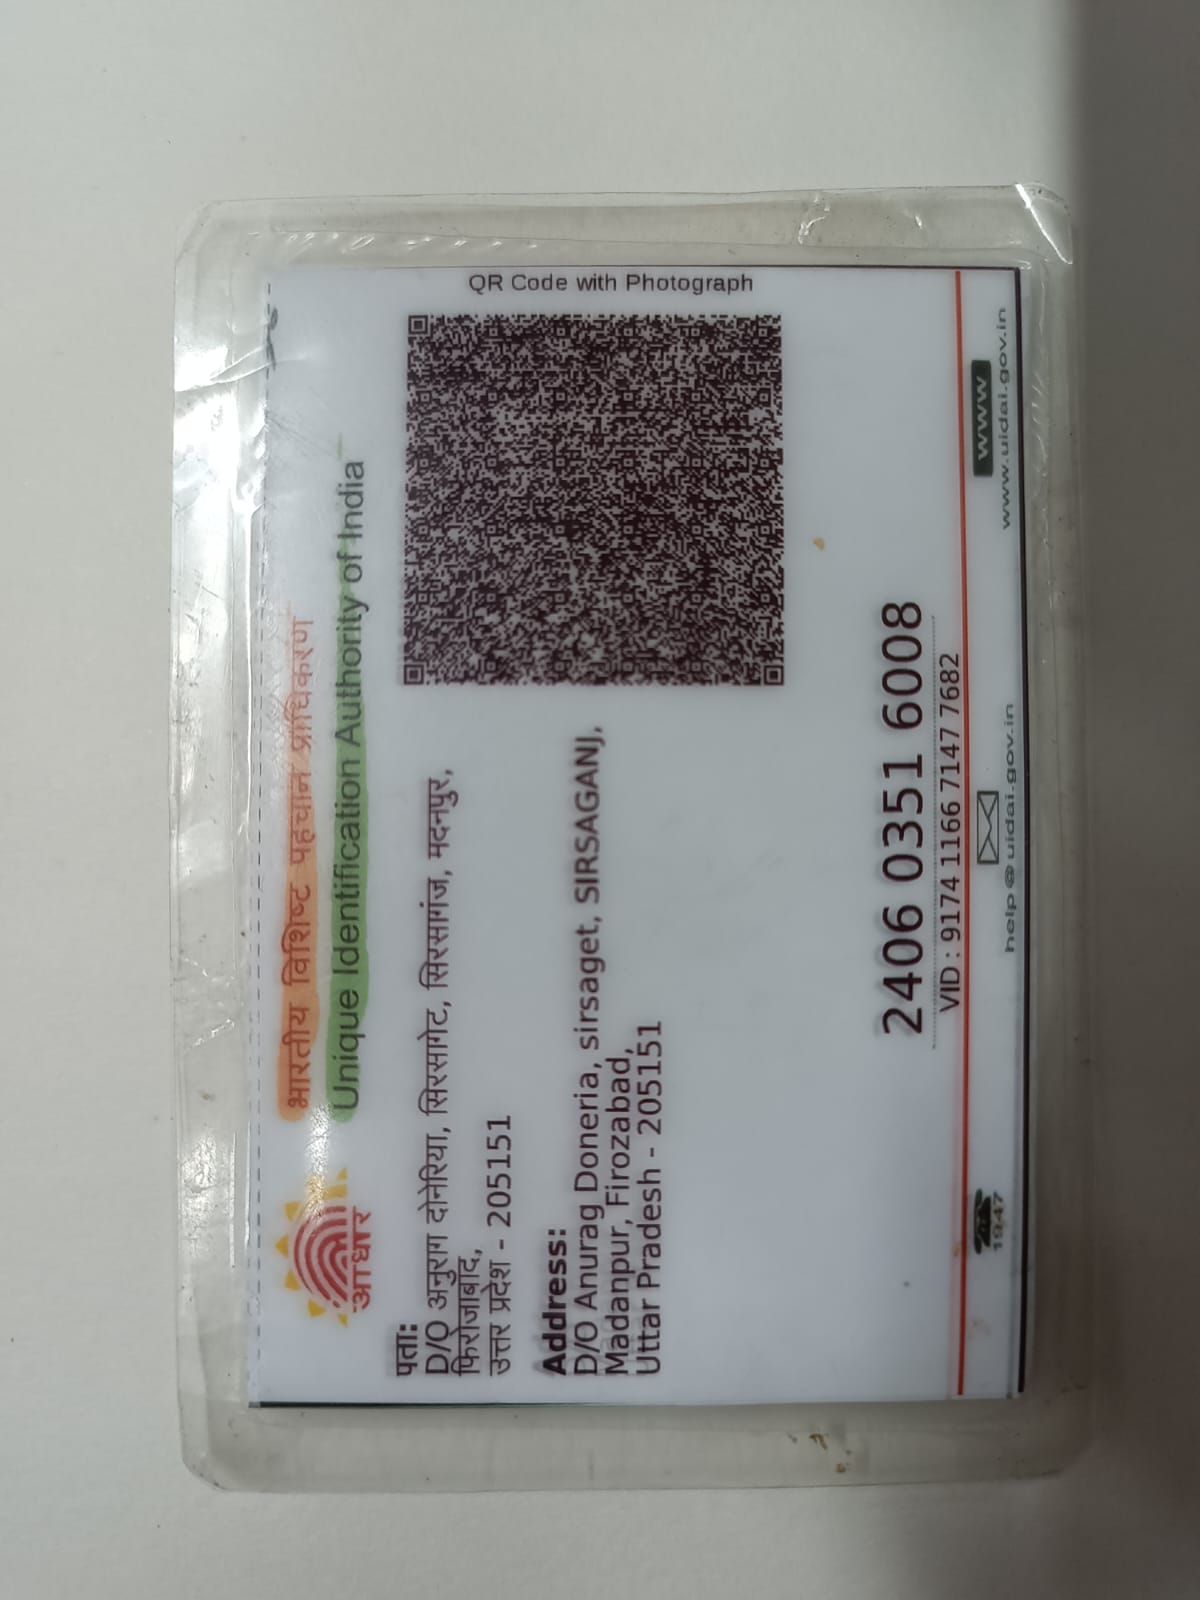 भारतीय विशिष्ट पहचान प्राधिकरण
Unique Identification Authority of India
आधार
पता:
D/O अनुराग दोनेरिया, सिरसागेट, सिरसागंज, मदनपुर,
फिरोजाबाद,
उत्तर प्रदेश - 205151
Address:
D/O Anurag Doneria, sirsaget, SIRSAGANJ,
Madanpur, Firozabad,
Uttar Pradesh - 205151
QR Code with Photograph
2406 0351 6008
VID : 9174 1166 7147 7682
1947
help @ uidai.gov.in
www
www.uidai.gov.in